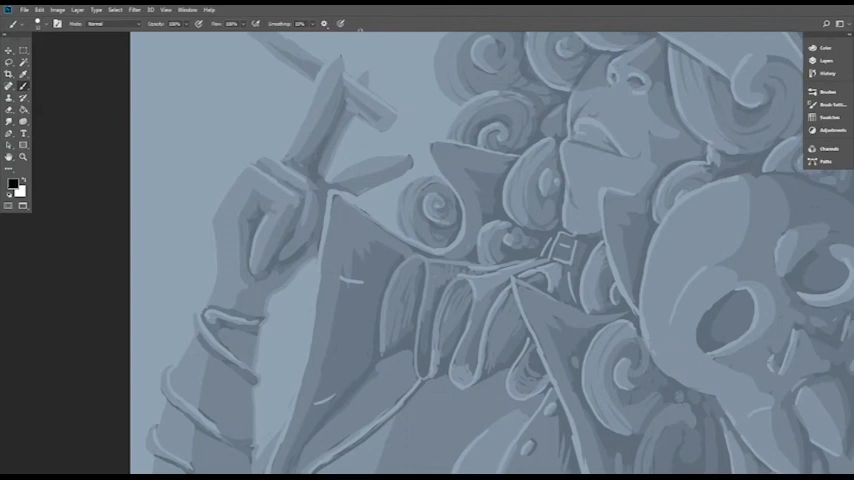 File Edit Image Layer Type Select Filter 3D View Window Help
Mode: Normal Opacity: 100% Flow: 100% Smoothing: 10%
Color
Layers
History
Brushes
Brush Setti...
Swatches
Adjustments
Channels
Paths